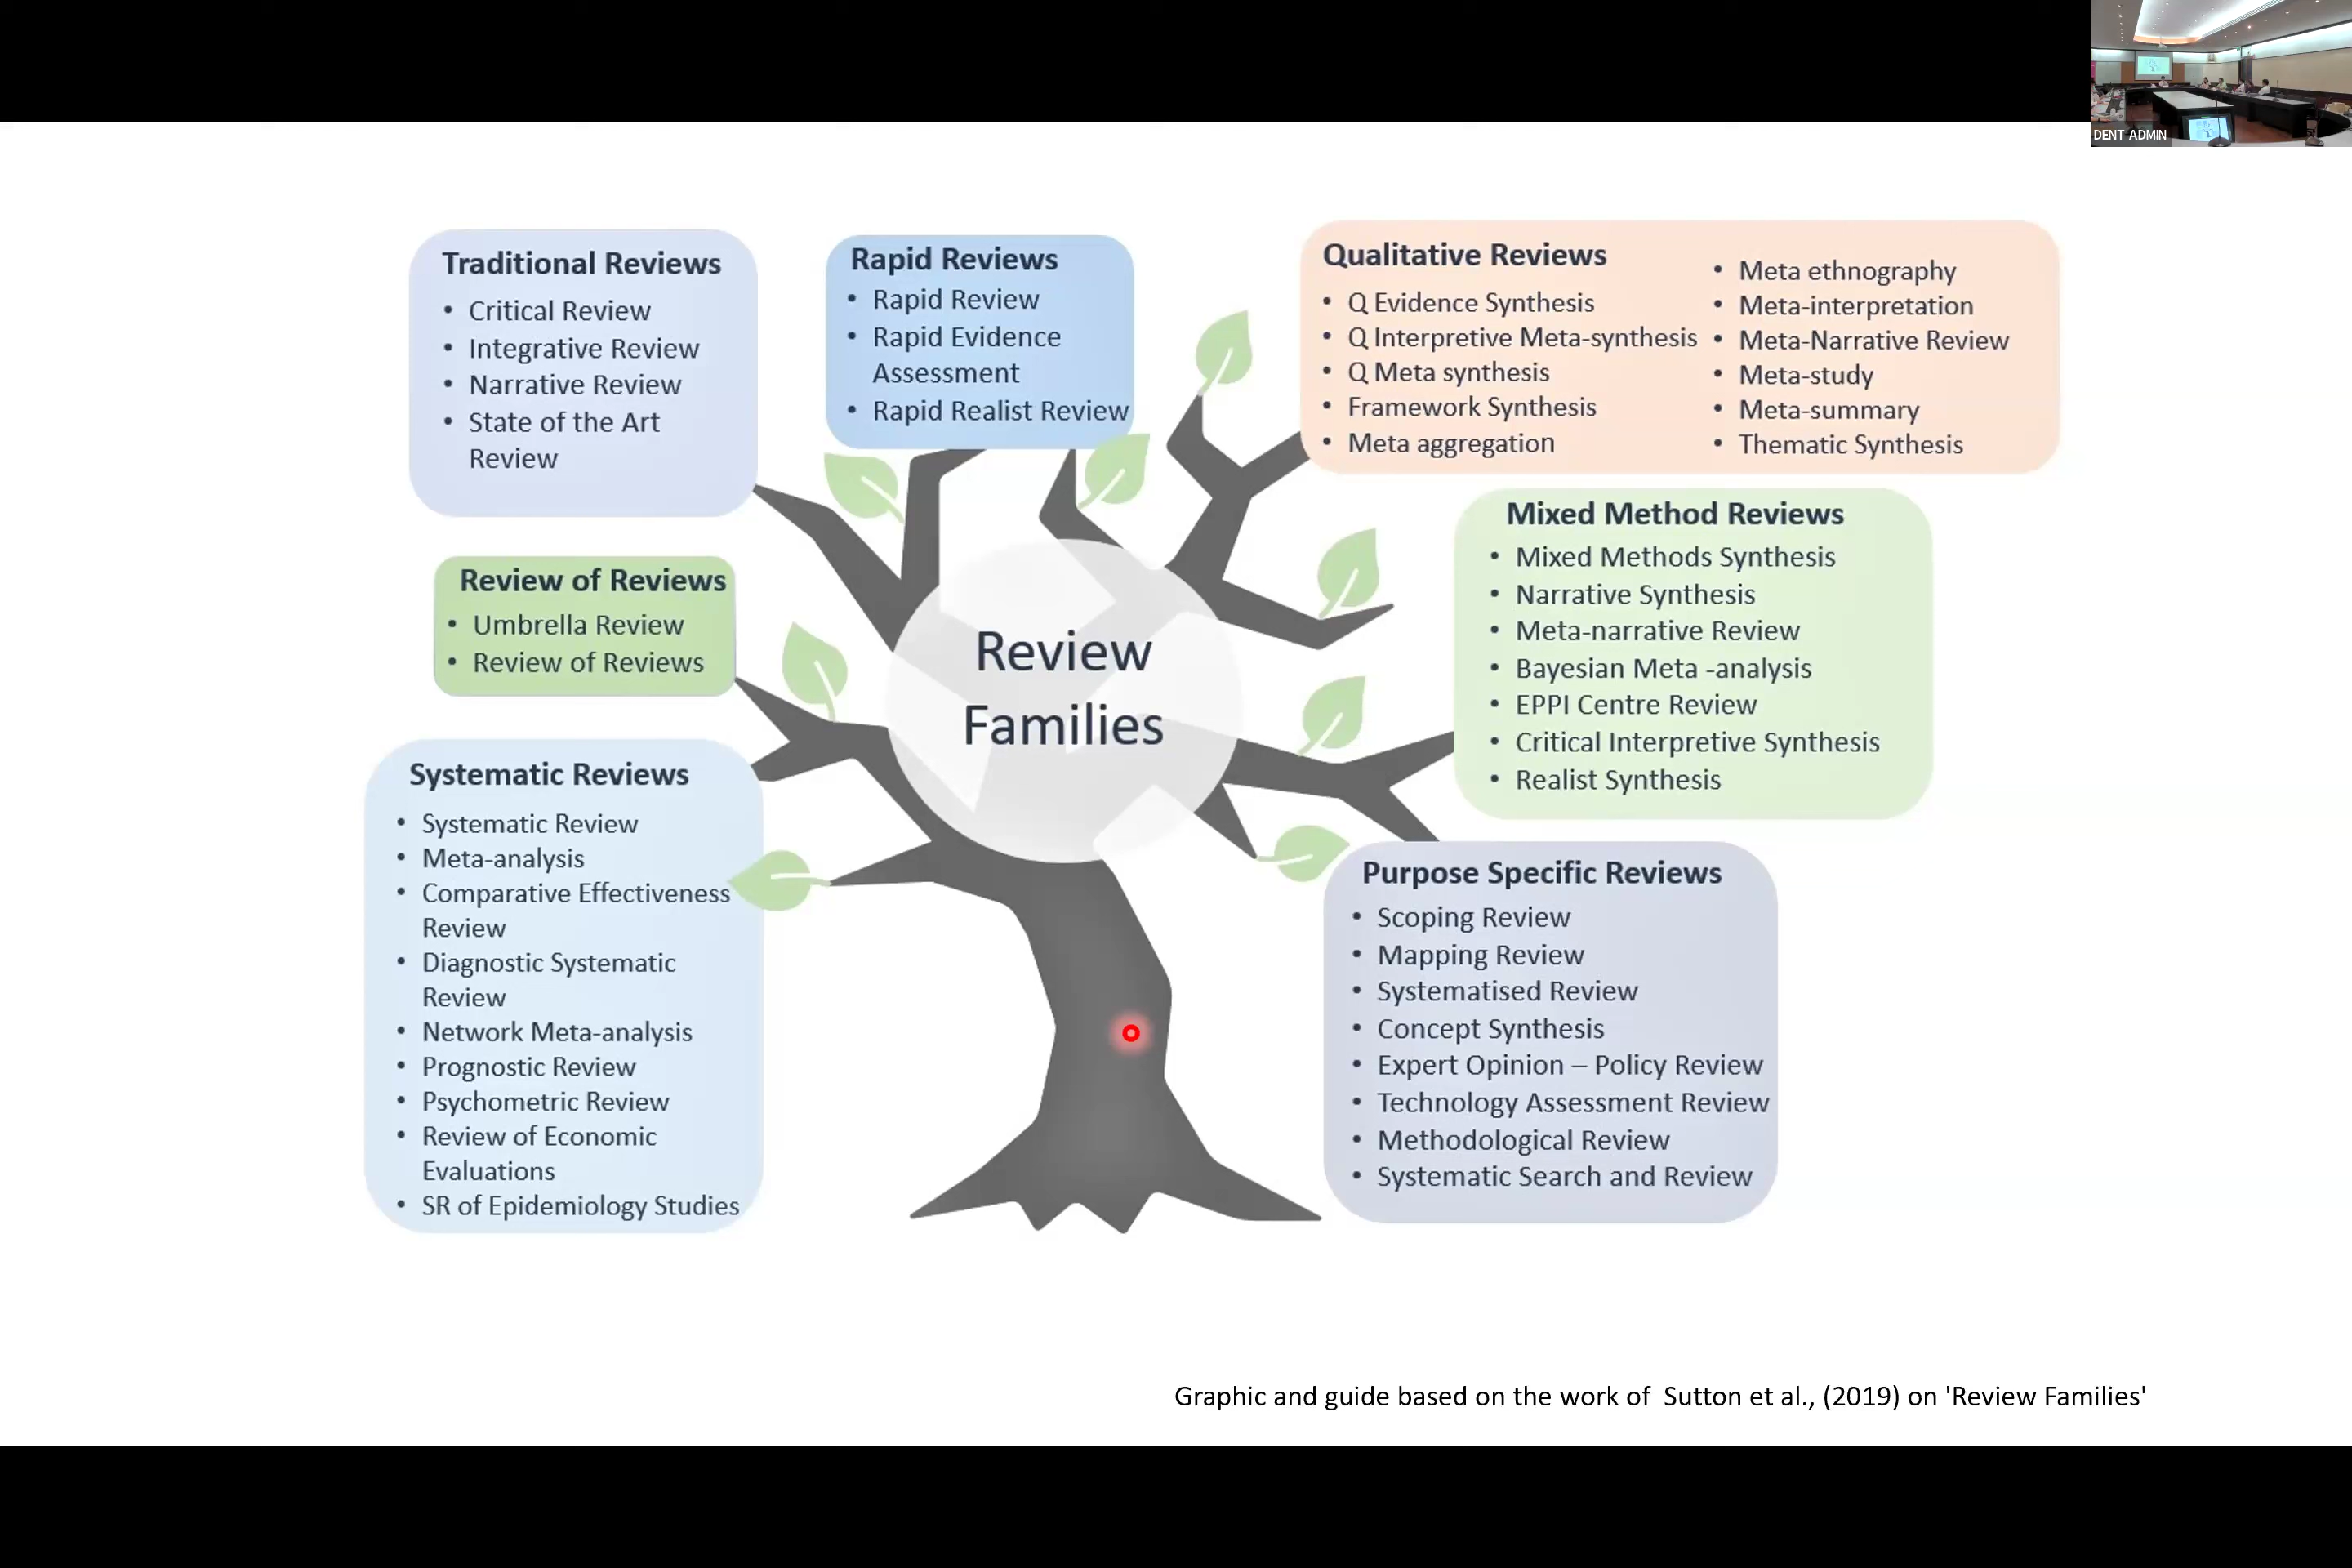 DENT ADMIN
Traditional Reviews
• Critical Review
• Integrative Review
• Narrative Review
• State of the Art
Review
Rapid Reviews
• Rapid Review
• Rapid Evidence
Assessment
• Rapid Realist Review
Qualitative Reviews
• Q Evidence Synthesis
• Q Interpretive Meta-synthesis
• Q Meta synthesis
• Framework Synthesis
• Meta aggregation
• Meta ethnography
• Meta-interpretation
• Meta-Narrative Review
• Meta-study
• Meta-summary
• Thematic Synthesis
Review of Reviews
• Umbrella Review
• Review of Reviews
Review
Families
Mixed Method Reviews
• Mixed Methods Synthesis
• Narrative Synthesis
• Meta-narrative Review
• Bayesian Meta -analysis
• EPPI Centre Review
• Critical Interpretive Synthesis
• Realist Synthesis
Systematic Reviews
• Systematic Review
• Meta-analysis
• Comparative Effectiveness
Review
• Diagnostic Systematic
Review
• Network Meta-analysis
• Prognostic Review
• Psychometric Review
• Review of Economic
Evaluations
• SR of Epidemiology Studies
Purpose Specific Reviews
• Scoping Review
• Mapping Review
• Systematised Review
• Concept Synthesis
• Expert Opinion – Policy Review
• Technology Assessment Review
• Methodological Review
• Systematic Search and Review
Graphic and guide based on the work of  Sutton et al., (2019) on 'Review Families'